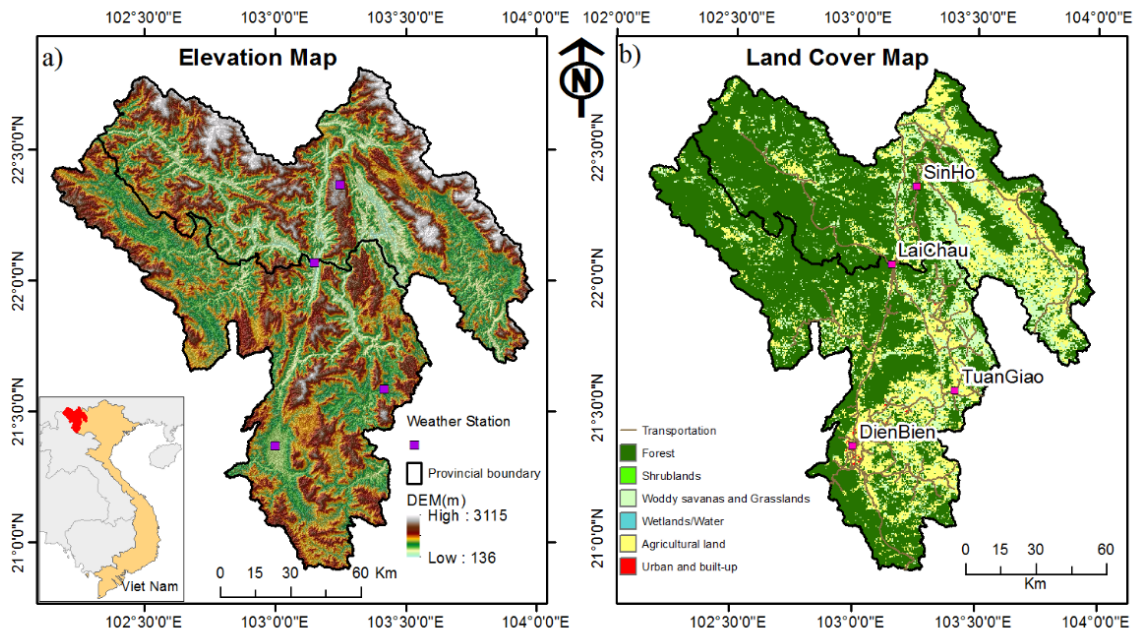 102°30'0"E 103°0'0"E 103°30'0"E 104°0'0"E
a)
Elevation Map
22°30'0"N
22°0'0"N
21°30'0"N
21°0'0"N
Weather Station
Provincial boundary
DEM(m)
High : 3115
Low : 136
Viet Nam
0 15 30 60 Km
102°30'0"E 103°0'0"E 103°30'0"E 104°0'0"E
N
102°0'0"E 102°30'0"E 103°0'0"E 103°30'0"E 104°0'0"E
b)
Land Cover Map
22°30'0"N
22°0'0"N
21°30'0"N
21°0'0"N
SinHo
LaiChau
TuanGiao
DienBien
Transportation
Forest
Shrublands
Woddy savanas and Grasslands
Wetlands/Water
Agricultural land
Urban and built-up
0 15 30 60
Km
102°30'0"E 103°0'0"E 103°30'0"E 104°0'0"E